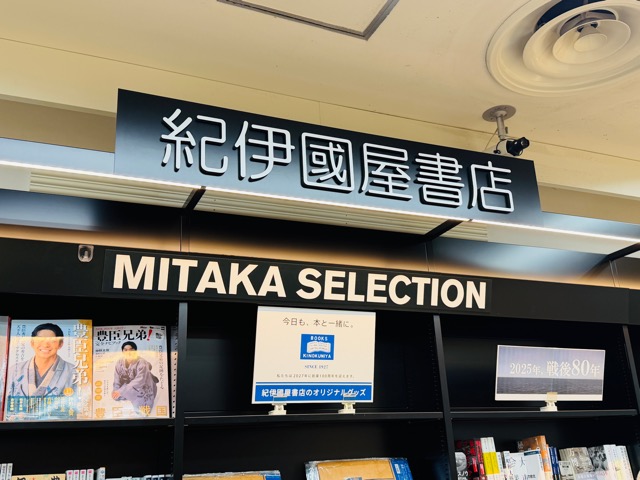 紀伊國屋書店
MITAKA SELECTION
今日も、本と一緒に。
BOOKS
KINOKUNIYA
SINCE 1927
紀伊國屋書店のオリジナルグッズ
2025年、戦後80年
豊臣兄弟!
豊臣兄弟!